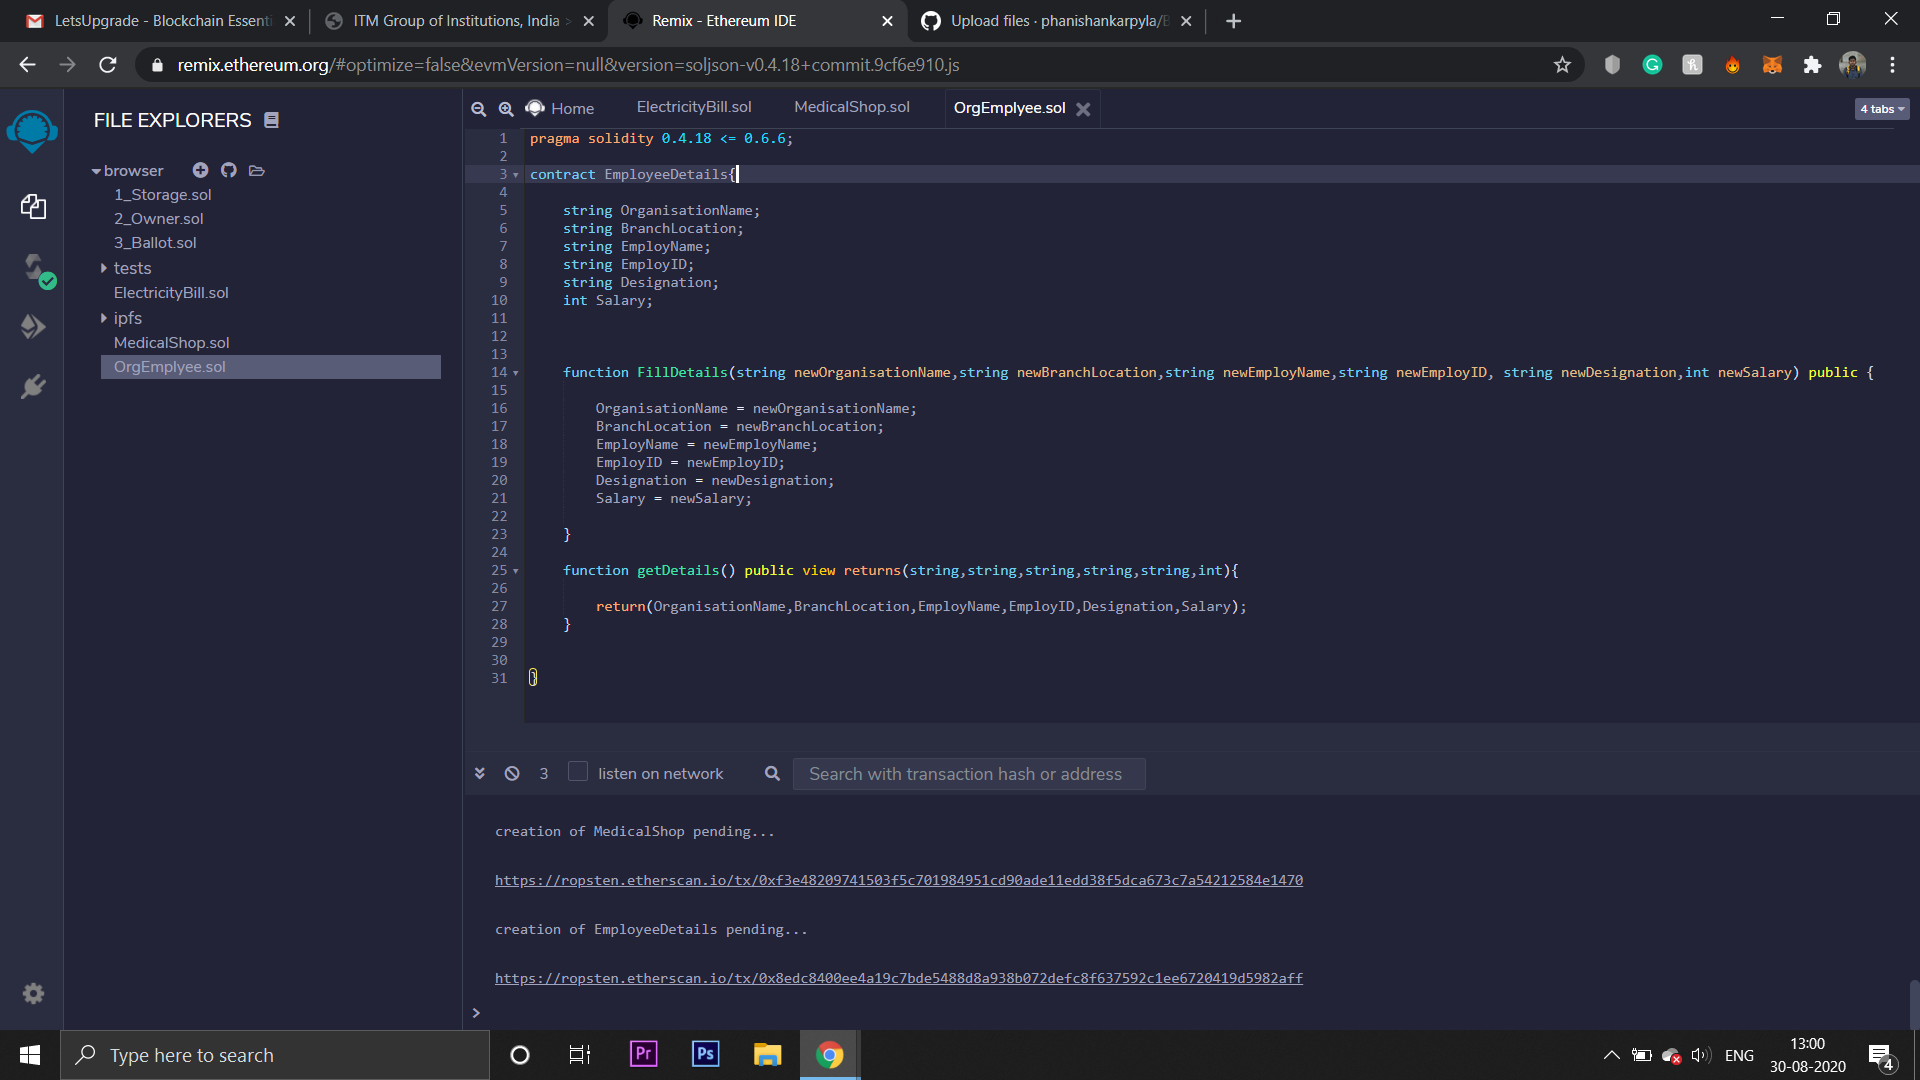 LetsUpgrade - Blockchain Essenti
ITM Group of Institutions, India >
Remix - Ethereum IDE
Upload files · phanishankarpyla/B
remix.ethereum.org/#optimize=false&evmVersion=null&version=soljson-v0.4.18+commit.9cf6e910.js
FILE EXPLORERS
browser
1_Storage.sol
2_Owner.sol
3_Ballot.sol
tests
ElectricityBill.sol
ipfs
MedicalShop.sol
OrgEmplyee.sol
Home
ElectricityBill.sol
MedicalShop.sol
OrgEmplyee.sol
4 tabs
1 pragma solidity 0.4.18 <= 0.6.6;
2
3 contract EmployeeDetails{
4
5 string OrganisationName;
6 string BranchLocation;
7 string EmployName;
8 string EmployID;
9 string Designation;
10 int Salary;
11
12
13
14 function FillDetails(string newOrganisationName,string newBranchLocation,string newEmployName,string newEmployID, string newDesignation,int newSalary) public {
15
16 OrganisationName = newOrganisationName;
17 BranchLocation = newBranchLocation;
18 EmployName = newEmployName;
19 EmployID = newEmployID;
20 Designation = newDesignation;
21 Salary = newSalary;
22
23 }
24
25 function getDetails() public view returns(string,string,string,string,string,int){
26
27 return(OrganisationName,BranchLocation,EmployName,EmployID,Designation,Salary);
28 }
29
30
31 }
3
listen on network
Search with transaction hash or address
creation of MedicalShop pending...
https://ropsten.etherscan.io/tx/0xf3e48209741503f5c701984951cd90ade11edd38f5dca673c7a54212584e1470
creation of EmployeeDetails pending...
https://ropsten.etherscan.io/tx/0x8edc8400ee4a19c7bde5488d8a938b072defc8f637592c1ee6720419d5982aff
>
Type here to search
Pr
Ps
ENG
13:00
30-08-2020
4